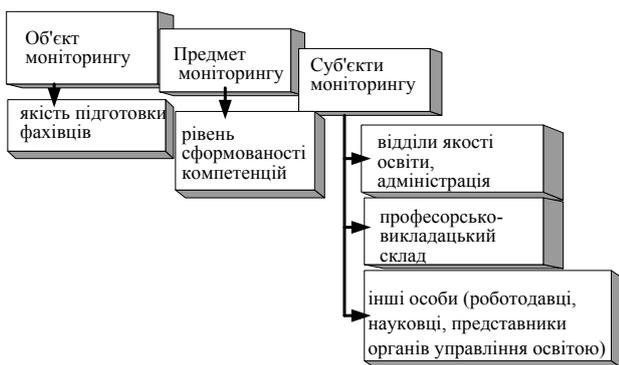 Об'єкт
моніторингу
Предмет
моніторингу
Суб'єкти
моніторингу
якість підготовки
фахівців
рівень
сформованості
компетенцій
відділи якості
освіти,
адміністрація
професорсько-
викладацький
склад
інші особи (роботодавці,
науковці, представники
органів управління освітою)